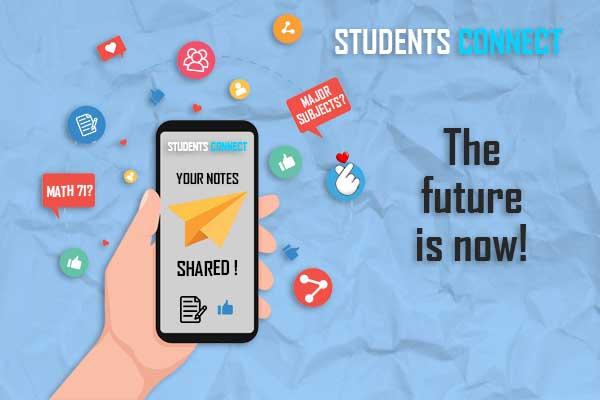 STUDENTS CONNECT
MAJOR
SUBJECTS?
STUDENTS CONNECT
YOUR NOTES
SHARED !
MATH 71?
The
future
is now!